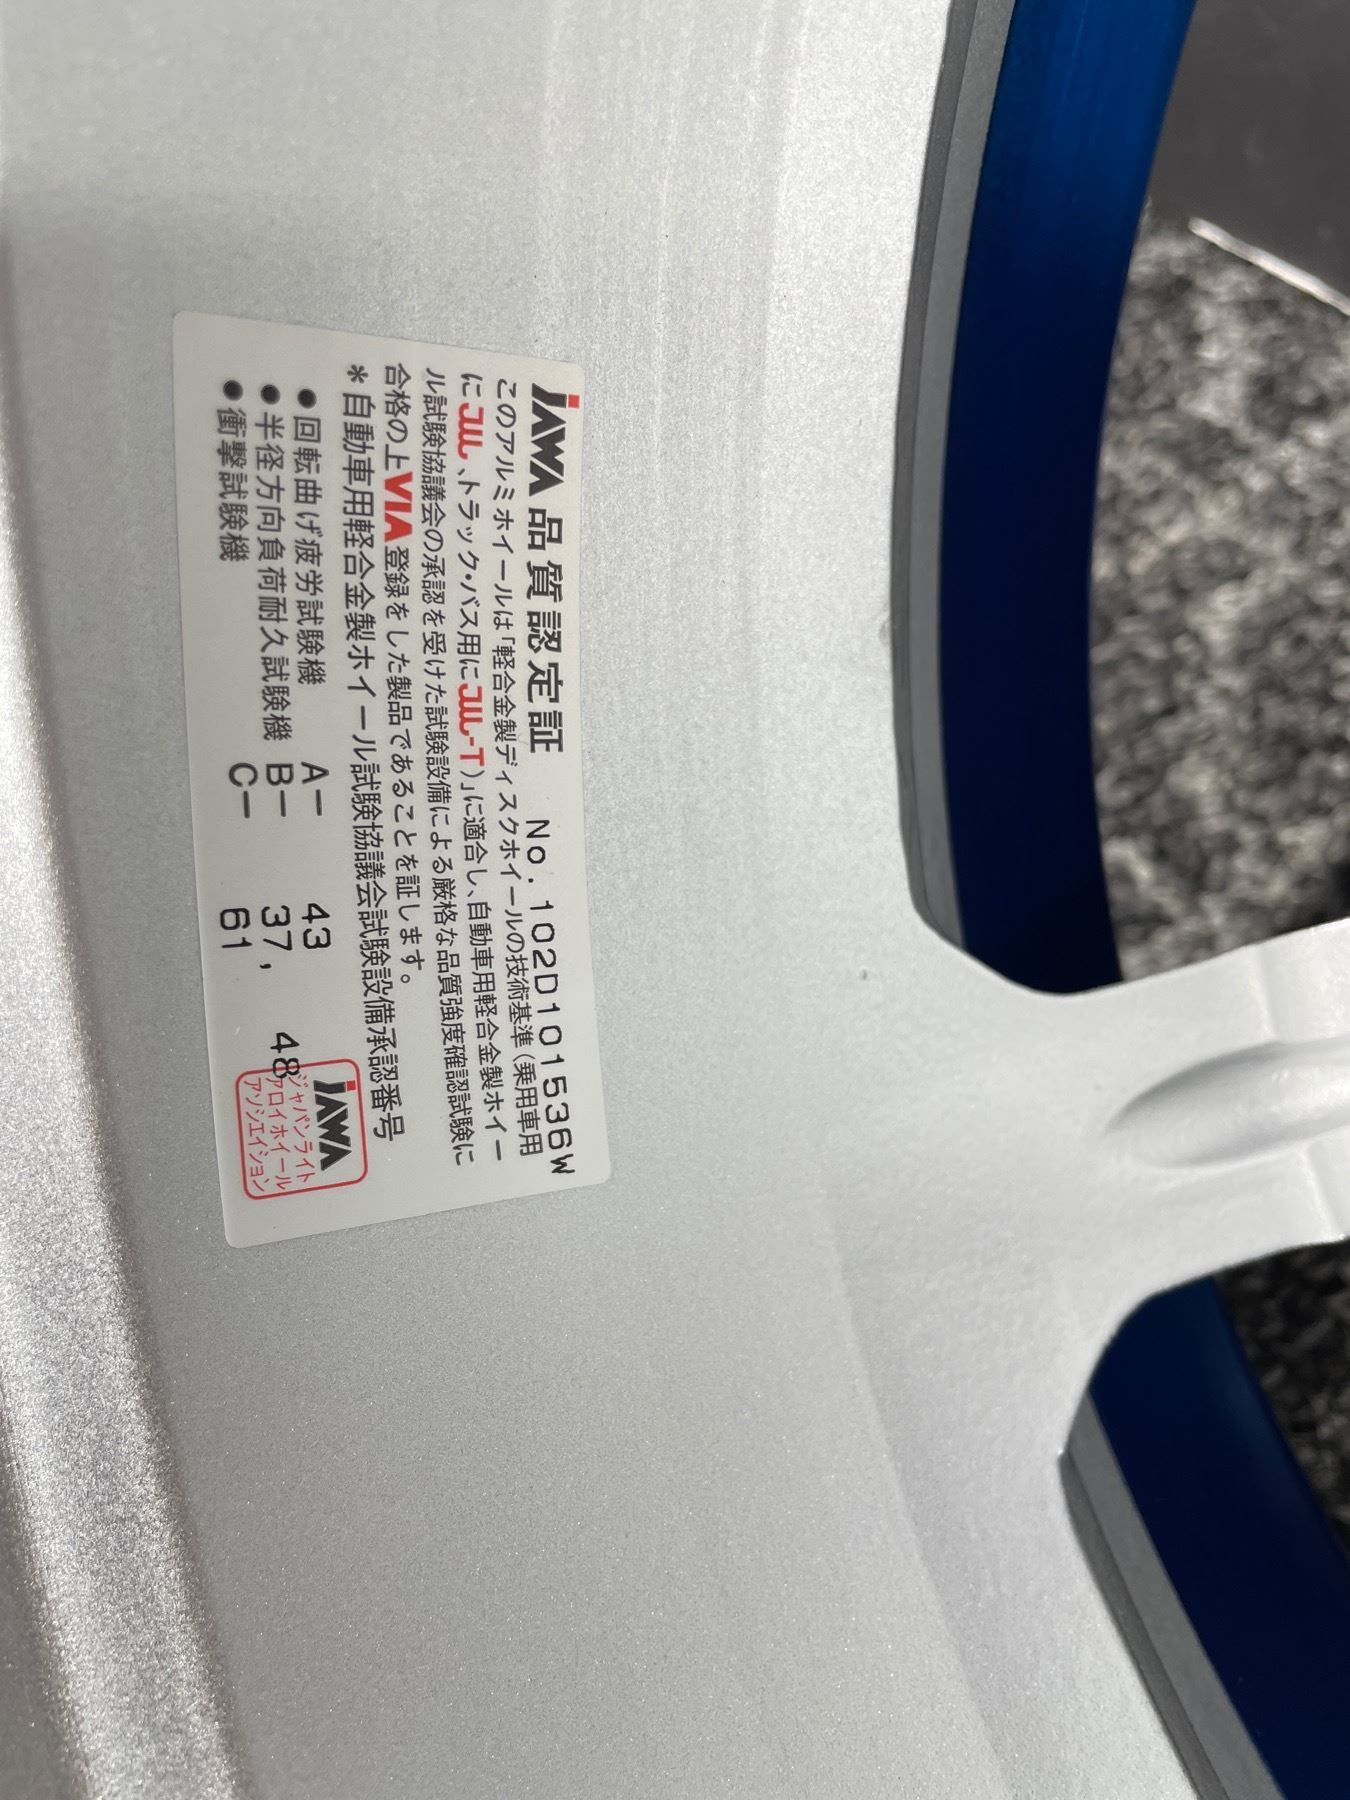 JAWA 品質認定証 No.102D101536W
このアルミホイールは「軽合金製ディスクホイールの技術基準(乗用車用
にJWL、トラック・バス用にJWL-T)」に適合し、自動車用軽合金製ホイー
ル試験協議会の承認を受けた試験設備による厳格な品質強度確認試験に
合格の上VIA登録をした製品であることを証します。
*自動車用軽合金製ホイール試験協議会試験設備承認番号
●回転曲げ疲労試験機 A－ 43
●半径方向負荷耐久試験機 B－ 37, 48
●衝撃試験機 C－ 61
JAWA
ジャパンライト
アロイホイール
アソシエイション